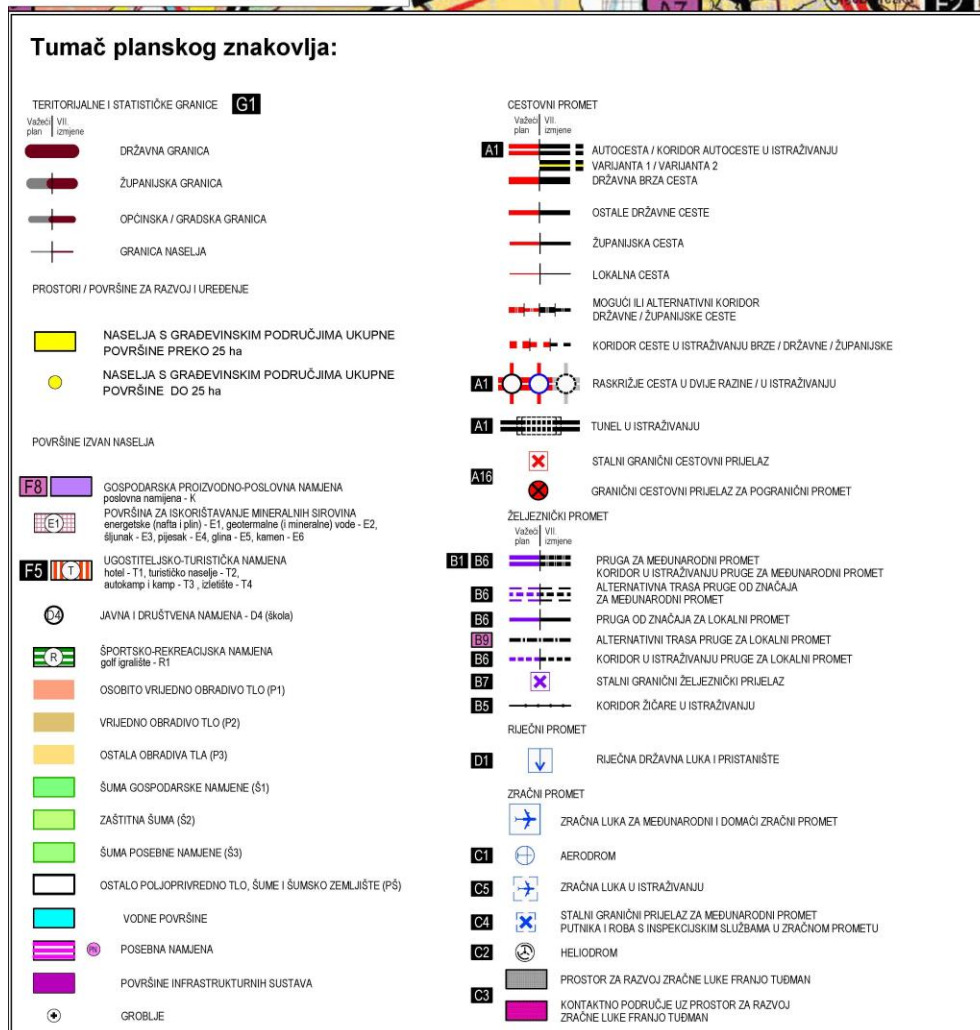 A7
E2
Tumač planskog znakovlja:
TERITORIJALNE I STATISTIČKE GRANICE G1
Važeći plan VII. izmjene
DRŽAVNA GRANICA
ŽUPANIJSKA GRANICA
OPĆINSKA / GRADSKA GRANICA
GRANICA NASELJA
PROSTORI / POVRŠINE ZA RAZVOJ I UREĐENJE
NASELJA S GRAĐEVINSKIM PODRUČJIMA UKUPNE
POVRŠINE PREKO 25 ha
NASELJA S GRAĐEVINSKIM PODRUČJIMA UKUPNE
POVRŠINE DO 25 ha
POVRŠINE IZVAN NASELJA
F8 GOSPODARSKA PROIZVODNO-POSLOVNA NAMJENA
poslovna namijena - K
E1 POVRŠINA ZA ISKORIŠTAVANJE MINERALNIH SIROVINA
energetske (nafta i plin) - E1, geotermalne (i mineralne) vode - E2,
šljunak - E3, pijesak - E4, glina - E5, kamen - E6
F5 T UGOSTITELJSKO-TURISTIČKA NAMJENA
hotel - T1, turističko naselje - T2,
autokamp i kamp - T3 , izletište - T4
D4 JAVNA I DRUŠTVENA NAMJENA - D4 (škola)
R ŠPORTSKO-REKREACIJSKA NAMJENA
golf igralište - R1
OSOBITO VRIJEDNO OBRADIVO TLO (P1)
VRIJEDNO OBRADIVO TLO (P2)
OSTALA OBRADIVA TLA (P3)
ŠUMA GOSPODARSKE NAMJENE (Š1)
ZAŠTITNA ŠUMA (Š2)
ŠUMA POSEBNE NAMJENE (Š3)
OSTALO POLJOPRIVREDNO TLO, ŠUME I ŠUMSKO ZEMLJIŠTE (PŠ)
VODNE POVRŠINE
PN POSEBNA NAMJENA
POVRŠINE INFRASTRUKTURNIH SUSTAVA
GROBLJE
CESTOVNI PROMET
Važeći plan VII. izmjene
A1 AUTOCESTA / KORIDOR AUTOCESTE U ISTRAŽIVANJU
VARIJANTA 1 / VARIJANTA 2
DRŽAVNA BRZA CESTA
OSTALE DRŽAVNE CESTE
ŽUPANIJSKA CESTA
LOKALNA CESTA
MOGUĆI ILI ALTERNATIVNI KORIDOR
DRŽAVNE / ŽUPANIJSKE CESTE
KORIDOR CESTE U ISTRAŽIVANJU BRZE / DRŽAVNE / ŽUPANIJSKE
A1 RASKRIŽJE CESTA U DVIJE RAZINE / U ISTRAŽIVANJU
A1 TUNEL U ISTRAŽIVANJU
STALNI GRANIČNI CESTOVNI PRIJELAZ
A16
GRANIČNI CESTOVNI PRIJELAZ ZA POGRANIČNI PROMET
ŽELJEZNIČKI PROMET
Važeći plan VII. izmjene
B1 B6 PRUGA ZA MEĐUNARODNI PROMET
KORIDOR U ISTRAŽIVANJU PRUGE ZA MEĐUNARODNI PROMET
B6 ALTERNATIVNA TRASA PRUGE OD ZNAČAJA
ZA MEĐUNARODNI PROMET
B6 PRUGA OD ZNAČAJA ZA LOKALNI PROMET
B9 ALTERNATIVNI TRASA PRUGE ZA LOKALNI PROMET
B6 KORIDOR U ISTRAŽIVANJU PRUGE ZA LOKALNI PROMET
B7 STALNI GRANIČNI ŽELJEZNIČKI PRIJELAZ
B5 KORIDOR ŽIČARE U ISTRAŽIVANJU
RIJEČNI PROMET
D1 RIJEČNA DRŽAVNA LUKA I PRISTANIŠTE
ZRAČNI PROMET
ZRAČNA LUKA ZA MEĐUNARODNI I DOMAĆI ZRAČNI PROMET
C1 AERODROM
C5 ZRAČNA LUKA U ISTRAŽIVANJU
C4 STALNI GRANIČNI PRIJELAZ ZA MEĐUNARODNI PROMET
PUTNIKA I ROBA S INSPEKCIJSKIM SLUŽBAMA U ZRAČNOM PROMETU
C2 HELIODROM
PROSTOR ZA RAZVOJ ZRAČNE LUKE FRANJO TUĐMAN
C3
KONTAKTNO PODRUČJE UZ PROSTOR ZA RAZVOJ
ZRAČNE LUKE FRANJO TUĐMAN